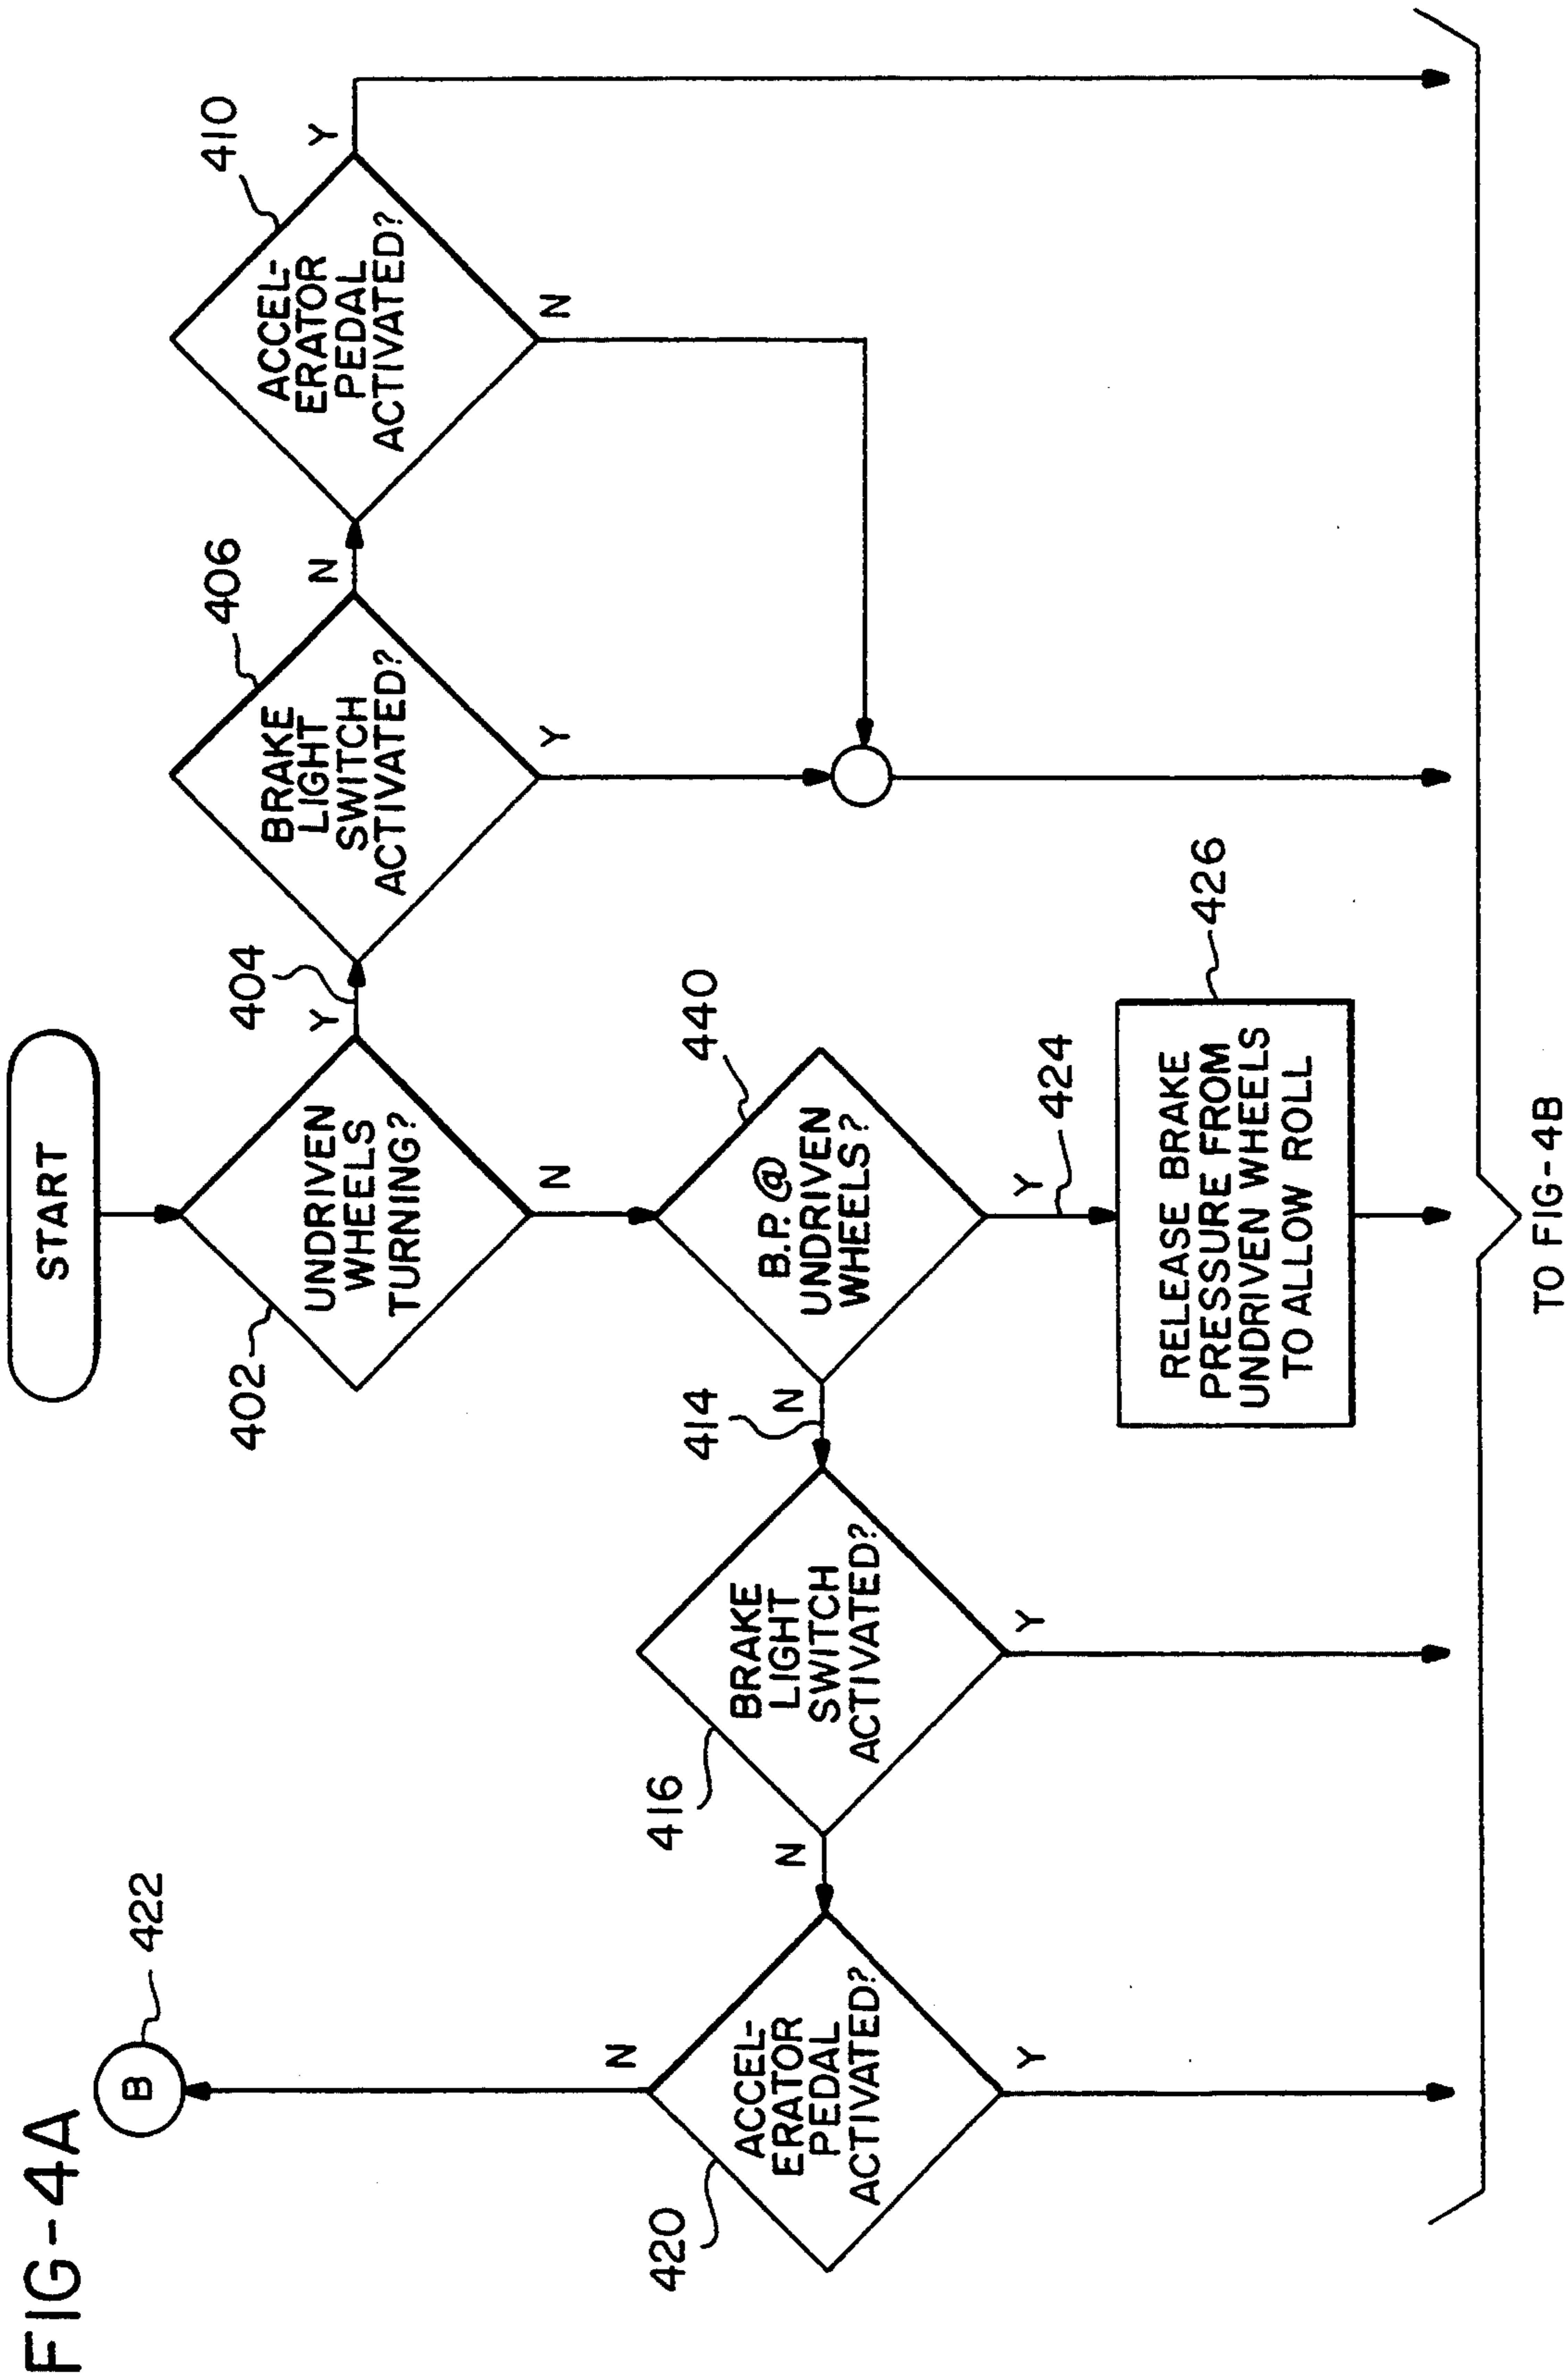 FIG-4A
START
402
UNDRIVEN
WHEELS
TURNING?
Y
404
N
BRAKE
LIGHT
SWITCH
ACTIVATED?
406
N
Y
ACCEL-
ERATOR
PEDAL
ACTIVATED?
410
Y
N
B.P. @
UNDRIVEN
WHEELS?
440
N
414
Y
424
RELEASE BRAKE
PRESSURE FROM
UNDRIVEN WHEELS
TO ALLOW ROLL
426
BRAKE
LIGHT
SWITCH
ACTIVATED?
416
N
Y
ACCEL-
ERATOR
PEDAL
ACTIVATED?
420
N
Y
B
422
TO FIG-4B